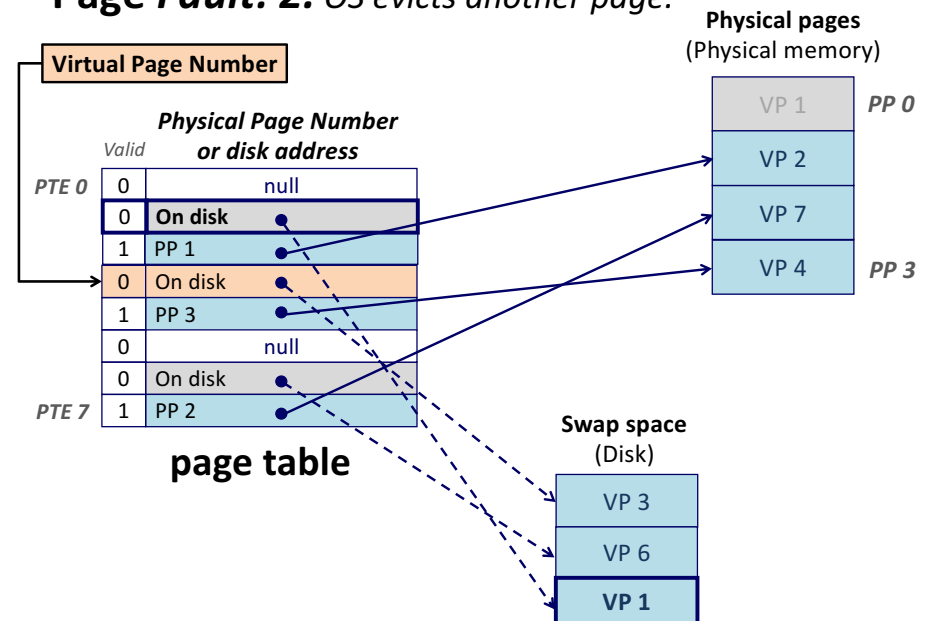 Page Fault: 2. OS evicts another page.
Physical pages
(Physical memory)
Virtual Page Number
VP 1 PP 0
Physical Page Number
Valid or disk address
VP 2
PTE 0 0 null
0 On disk
VP 7
1 PP 1
0 On disk
VP 4 PP 3
1 PP 3
0 null
0 On disk
PTE 7 1 PP 2
page table
Swap space
(Disk)
VP 3
VP 6
VP 1